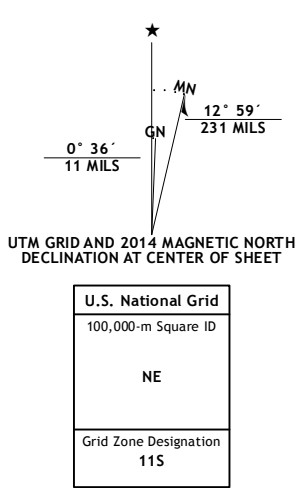 MN
GN
12° 59´
231 MILS
0° 36´
11 MILS
UTM GRID AND 2014 MAGNETIC NORTH
DECLINATION AT CENTER OF SHEET
U.S. National Grid
100,000-m Square ID
NE
Grid Zone Designation
11S